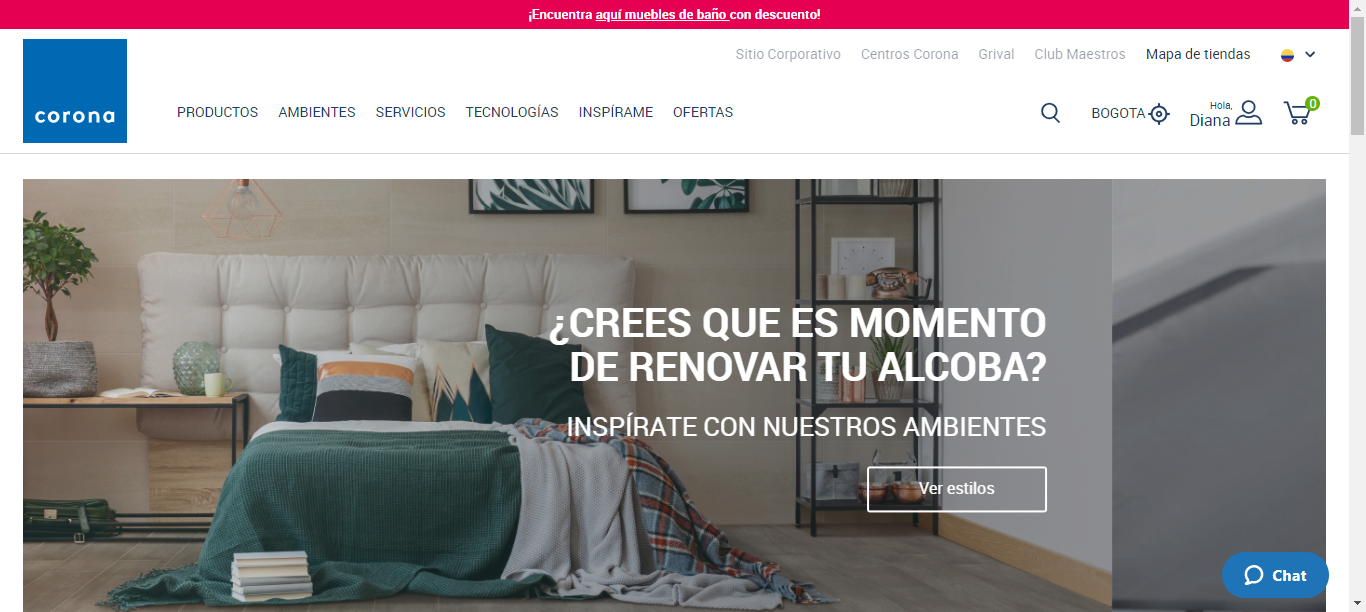 ¡Encuentra aquí muebles de baño con descuento!
Sitio Corporativo Centros Corona Grival Club Maestros Mapa de tiendas
corona
PRODUCTOS AMBIENTES SERVICIOS TECNOLOGÍAS INSPÍRAME OFERTAS
BOGOTA
Hola,
Diana
0
¿CREES QUE ES MOMENTO
DE RENOVAR TU ALCOBA?
INSPÍRATE CON NUESTROS AMBIENTES
Ver estilos
Chat